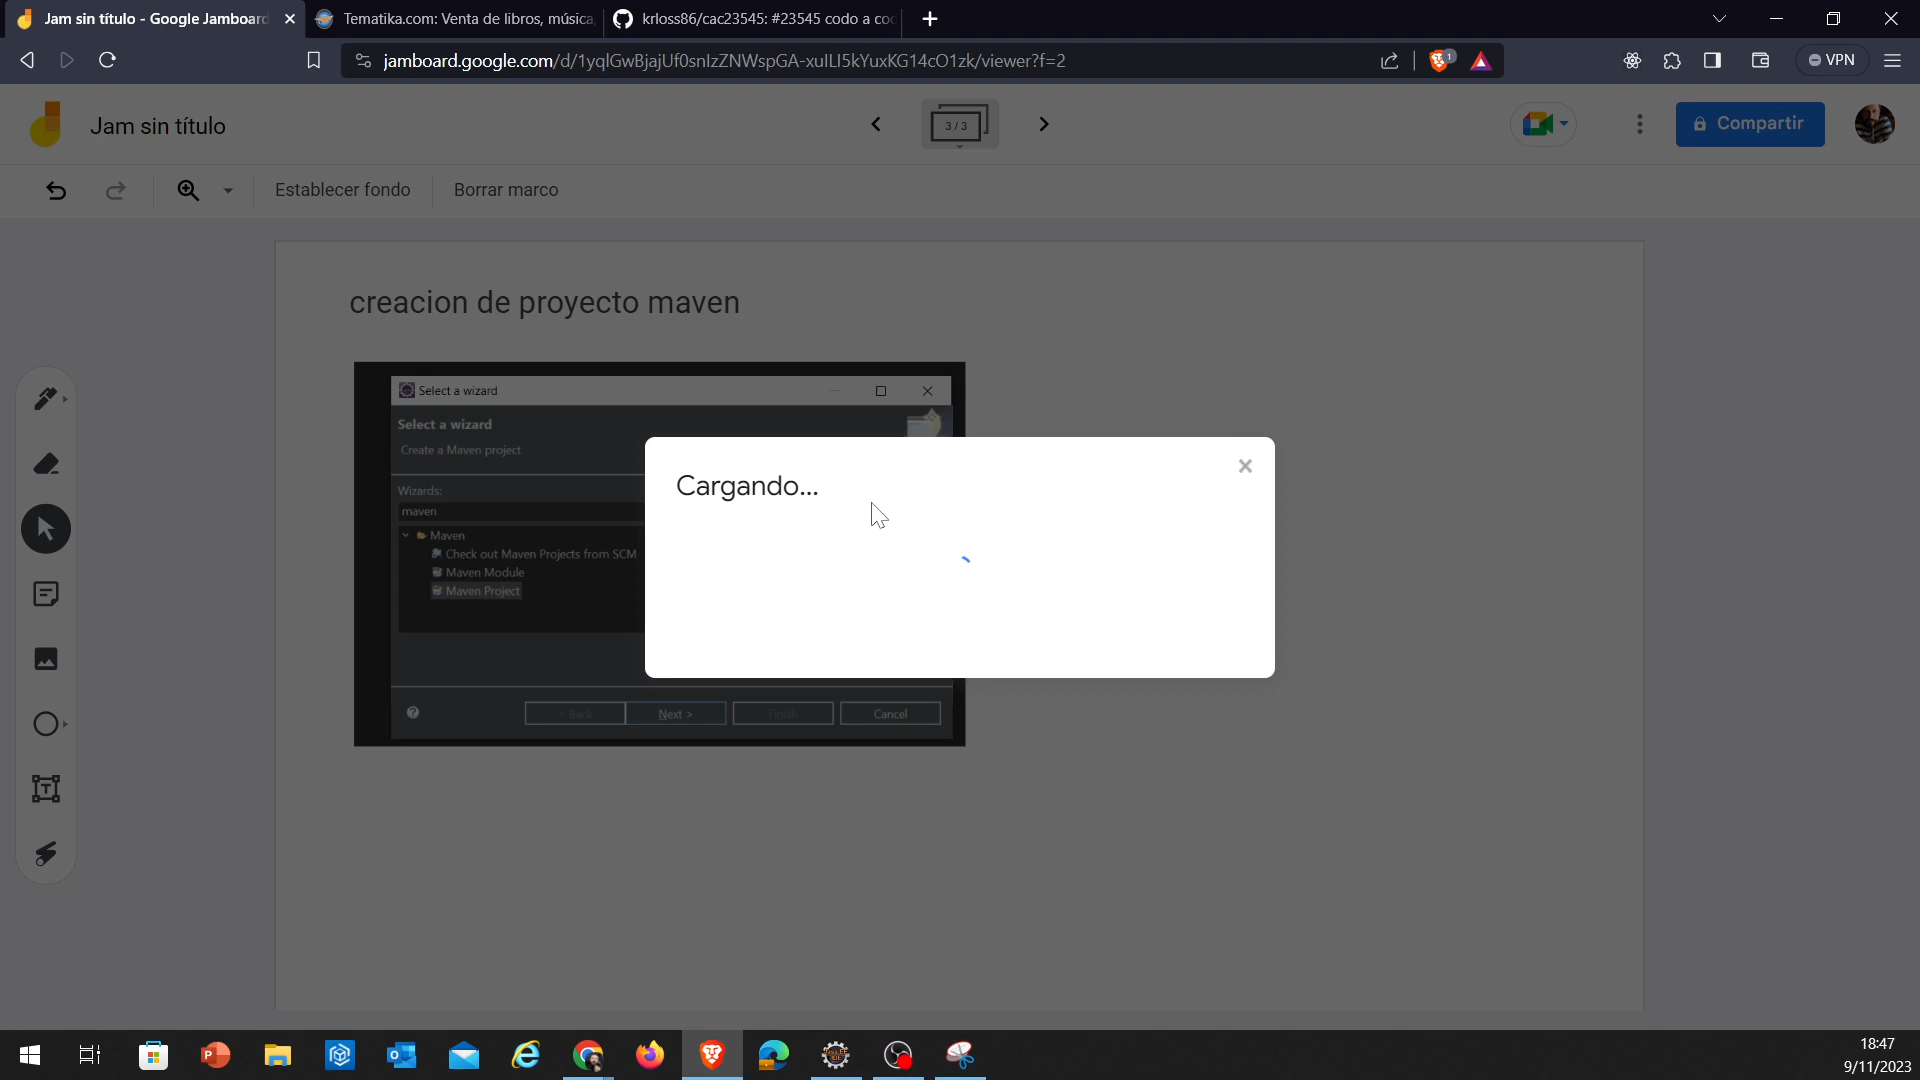 Jam sin título - Google Jamboard
Tematika.com: Venta de libros, música,
krloss86/cac23545: #23545 codo a co
jamboard.google.com/d/1yqlGwBjajUf0snIzZNWspGA-xulLI5kYuxKG14cO1zk/viewer?f=2
1
VPN
Jam sin título
3 / 3
Compartir
Establecer fondo
Borrar marco
creacion de proyecto maven
Select a wizard
Select a wizard
Create a Maven project
Wizards:
maven
Maven
Check out Maven Projects from SCM
Maven Module
Maven Project
Cargando...
< Back
Next >
Finish
Cancel
18:47
9/11/2023